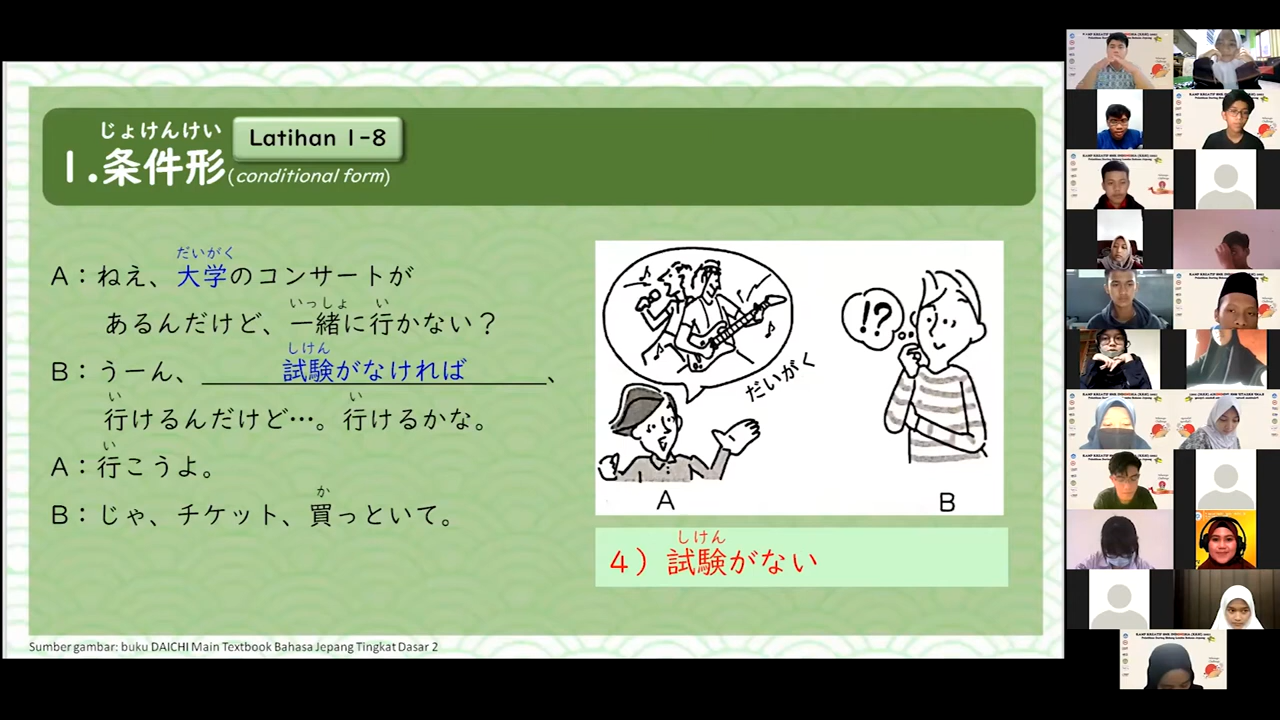 じょけんけい
1.条件形(conditional form)
Latihan 1-8
だいがく
A：ねえ、大学のコンサートが
いっしょ い
あるんだけど、一緒に行かない？
しけん
B：うーん、試験がなければ、
い い
行けるんだけど…。行けるかな。
い
A：行こうよ。
か
B：じゃ、チケット、買っといて。
!?
だいがく
A
B
しけん
4）試験がない
Sumber gambar: buku DAICHI Main Textbook Bahasa Jepang Tingkat Dasar 2